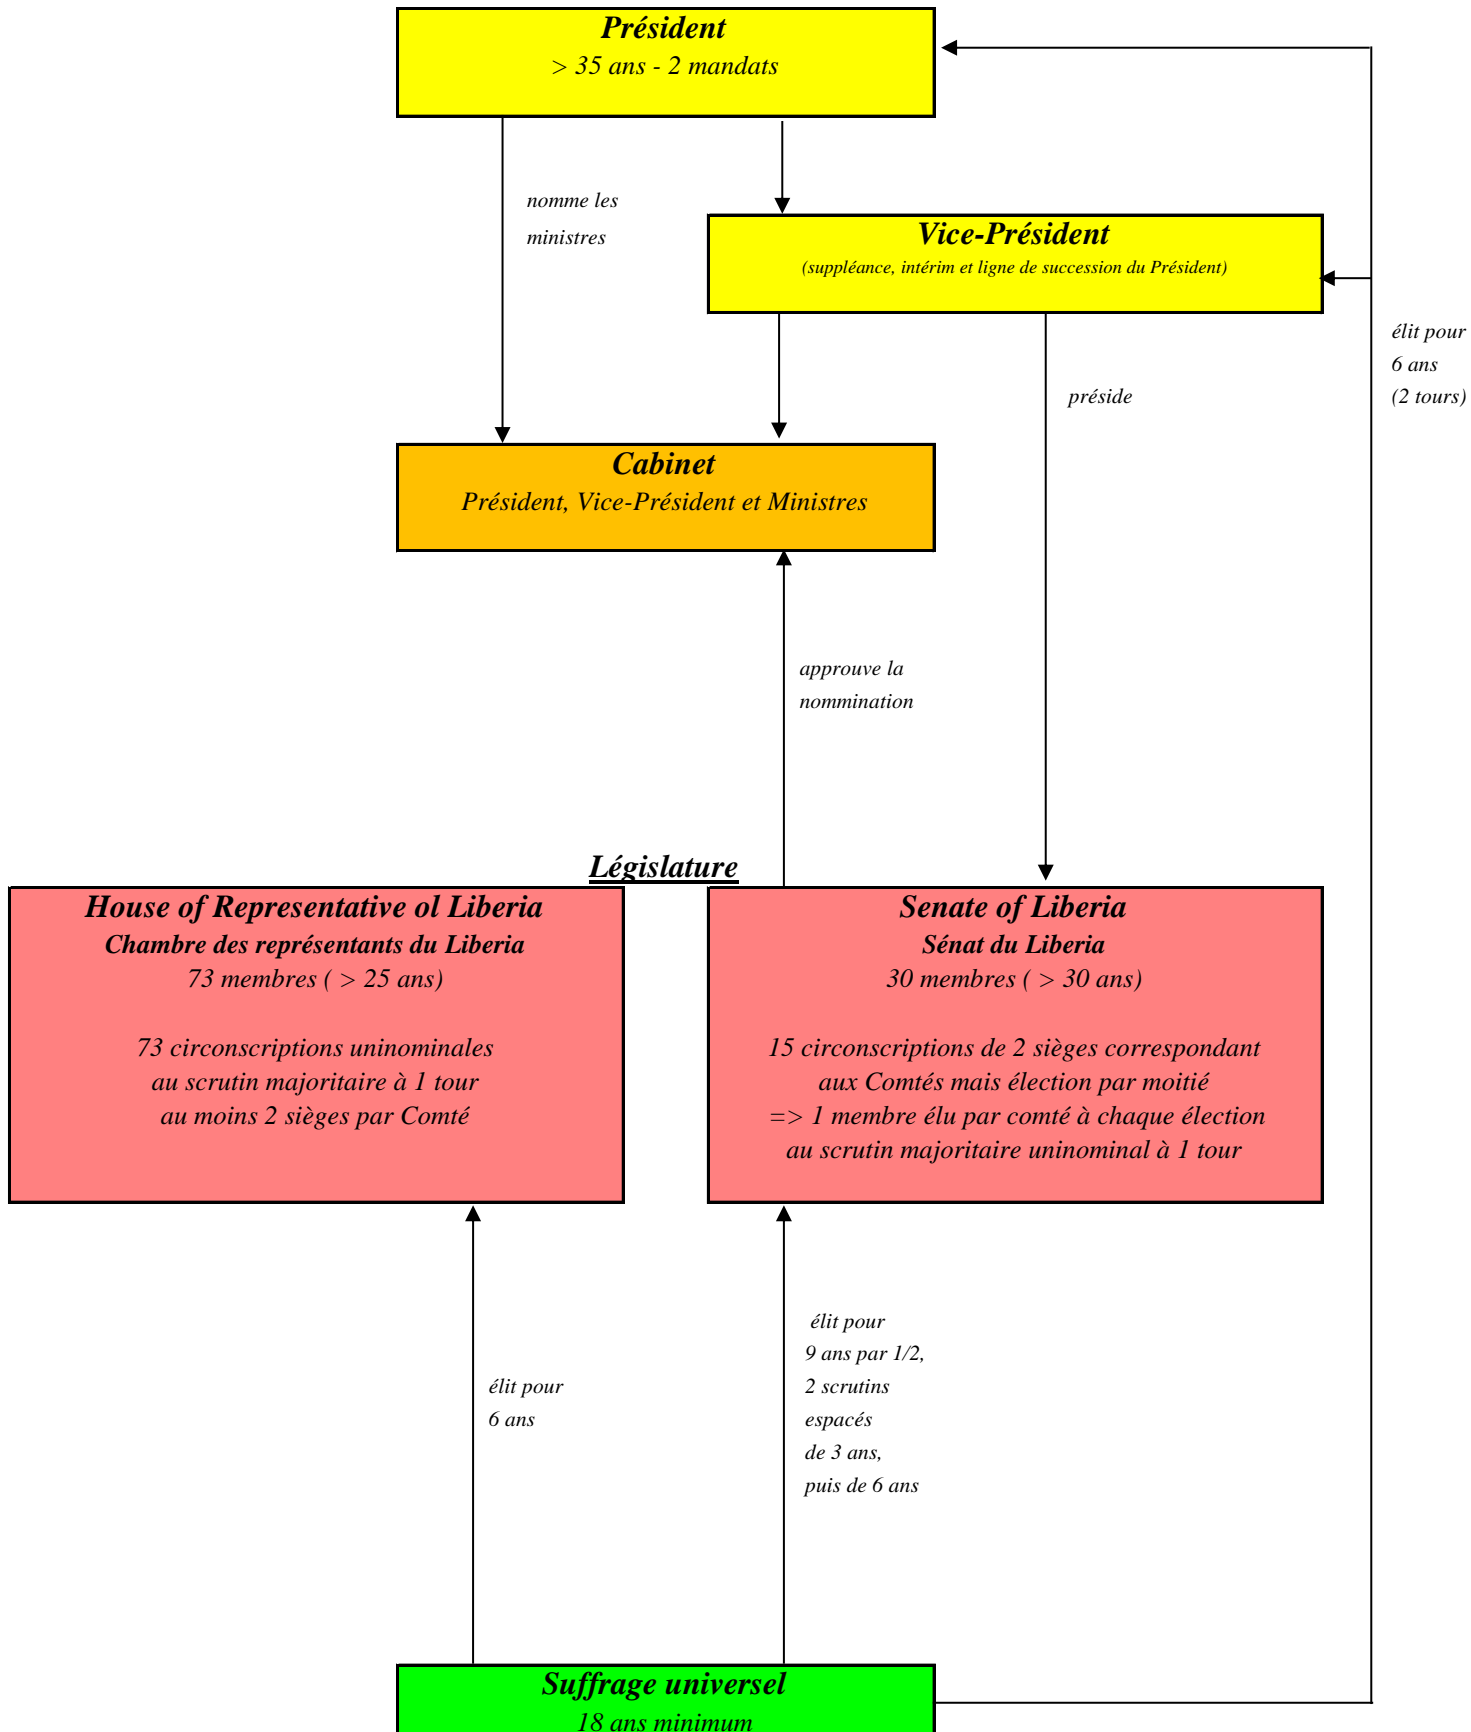 Président
> 35 ans - 2 mandats
nomme les
ministres
Vice-Président
(suppléance, intérim et ligne de succession du Président)
élit pour
6 ans
(2 tours)
préside
Cabinet
Président, Vice-Président et Ministres
approuve la
nommination
Législature
House of Representative ol Liberia
Chambre des représentants du Liberia
73 membres ( > 25 ans)
73 circonscriptions uninominales
au scrutin majoritaire à 1 tour
au moins 2 sièges par Comté
Senate of Liberia
Sénat du Liberia
30 membres ( > 30 ans)
15 circonscriptions de 2 sièges correspondant
aux Comtés mais élection par moitié
=> 1 membre élu par comté à chaque élection
au scrutin majoritaire uninominal à 1 tour
élit pour
6 ans
élit pour
9 ans par 1/2,
2 scrutins
espacés
de 3 ans,
puis de 6 ans
Suffrage universel
18 ans minimum